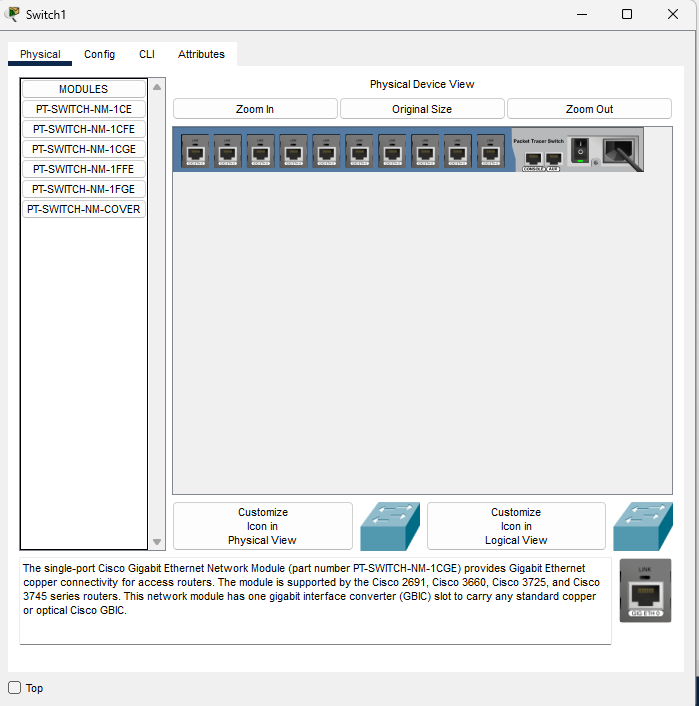 Switch1
Physical
Config
CLI
Attributes
MODULES
PT-SWITCH-NM-1CE
PT-SWITCH-NM-1CFE
PT-SWITCH-NM-1CGE
PT-SWITCH-NM-1FFE
PT-SWITCH-NM-1FGE
PT-SWITCH-NM-COVER
Physical Device View
Zoom In
Original Size
Zoom Out
Packet Tracer Switch
CONSOLE
AUX
Customize
Icon in
Physical View
Customize
Icon in
Logical View
The single-port Cisco Gigabit Ethernet Network Module (part number PT-SWITCH-NM-1CGE) provides Gigabit Ethernet
copper connectivity for access routers. The module is supported by the Cisco 2691, Cisco 3660, Cisco 3725, and Cisco
3745 series routers. This network module has one gigabit interface converter (GBIC) slot to carry any standard copper
or optical Cisco GBIC.
LINK
GIG ETH 0
Top